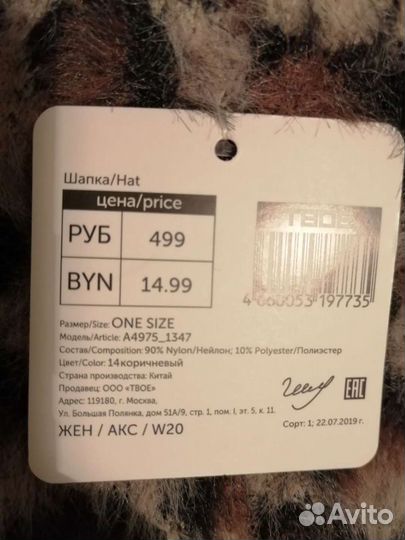 Шапка/Hat
цена/price
РУБ 499
BYN 14.99
ТВОЕ
4 660053 197735
Размер/Size: ONE SIZE
Модель/Article: A4975_1347
Состав/Composition: 90% Nylon/Нейлон; 10% Polyester/Полиэстер
Цвет/Color: 14коричневый
Страна производства: Китай
Продавец: ООО «ТВОЕ»
Адрес: 119180, г. Москва,
Ул. Большая Полянка, дом 51А/9, стр. 1, пом. I, эт. 5, к. 11.
EAC
Сорт: 1; 22.07.2019 г.
ЖЕН / АКС / W20
Avito